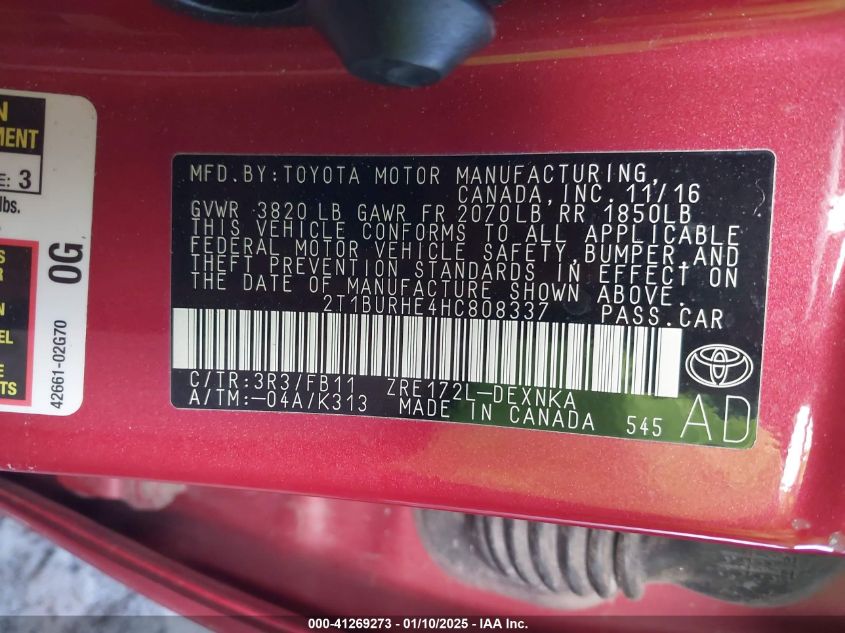 MENT
E: 3
lbs.
0G
42661-02G70
MFD. BY: TOYOTA MOTOR MANUFACTURING,
CANADA, INC. 11/16
GVWR 3820 LB GAWR FR 2070LB RR 1850LB
THIS VEHICLE CONFORMS TO ALL APPLICABLE
FEDERAL MOTOR VEHICLE SAFETY, BUMPER, AND
THEFT PREVENTION STANDARDS IN EFFECT ON
THE DATE OF MANUFACTURE SHOWN ABOVE.
2T1BURHE4HC808337 PASS.CAR
C/TR: 3R3/FB11 ZRE172L-DEXNKA
A/TM: -04A/K313 MADE IN CANADA 545 AD
000-41269273 - 01/10/2025 - IAA Inc.